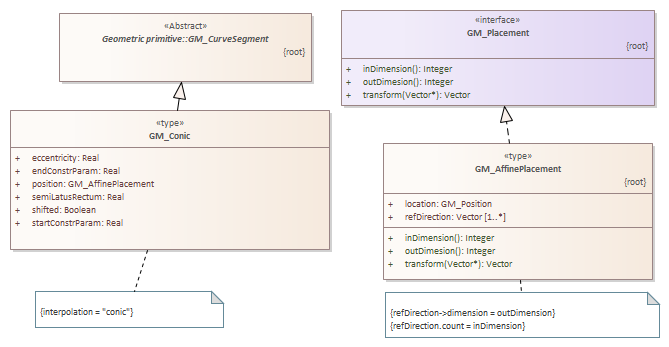 «Abstract»
Geometric primitive::GM_CurveSegment
{root}
«type»
GM_Conic
+ eccentricity: Real
+ endConstrParam: Real
+ position: GM_AffinePlacement
+ semiLatusRectum: Real
+ shifted: Boolean
+ startConstrParam: Real
{interpolation = "conic"}
«interface»
GM_Placement
{root}
+ inDimension(): Integer
+ outDimesion(): Integer
+ transform(Vector*): Vector
«type»
GM_AffinePlacement
{root}
+ location: GM_Position
+ refDirection: Vector [1..*]
+ inDimension(): Integer
+ outDimesion(): Integer
+ transform(Vector*): Vector
{refDirection->dimension = outDimension}
{refDirection.count = inDimension}